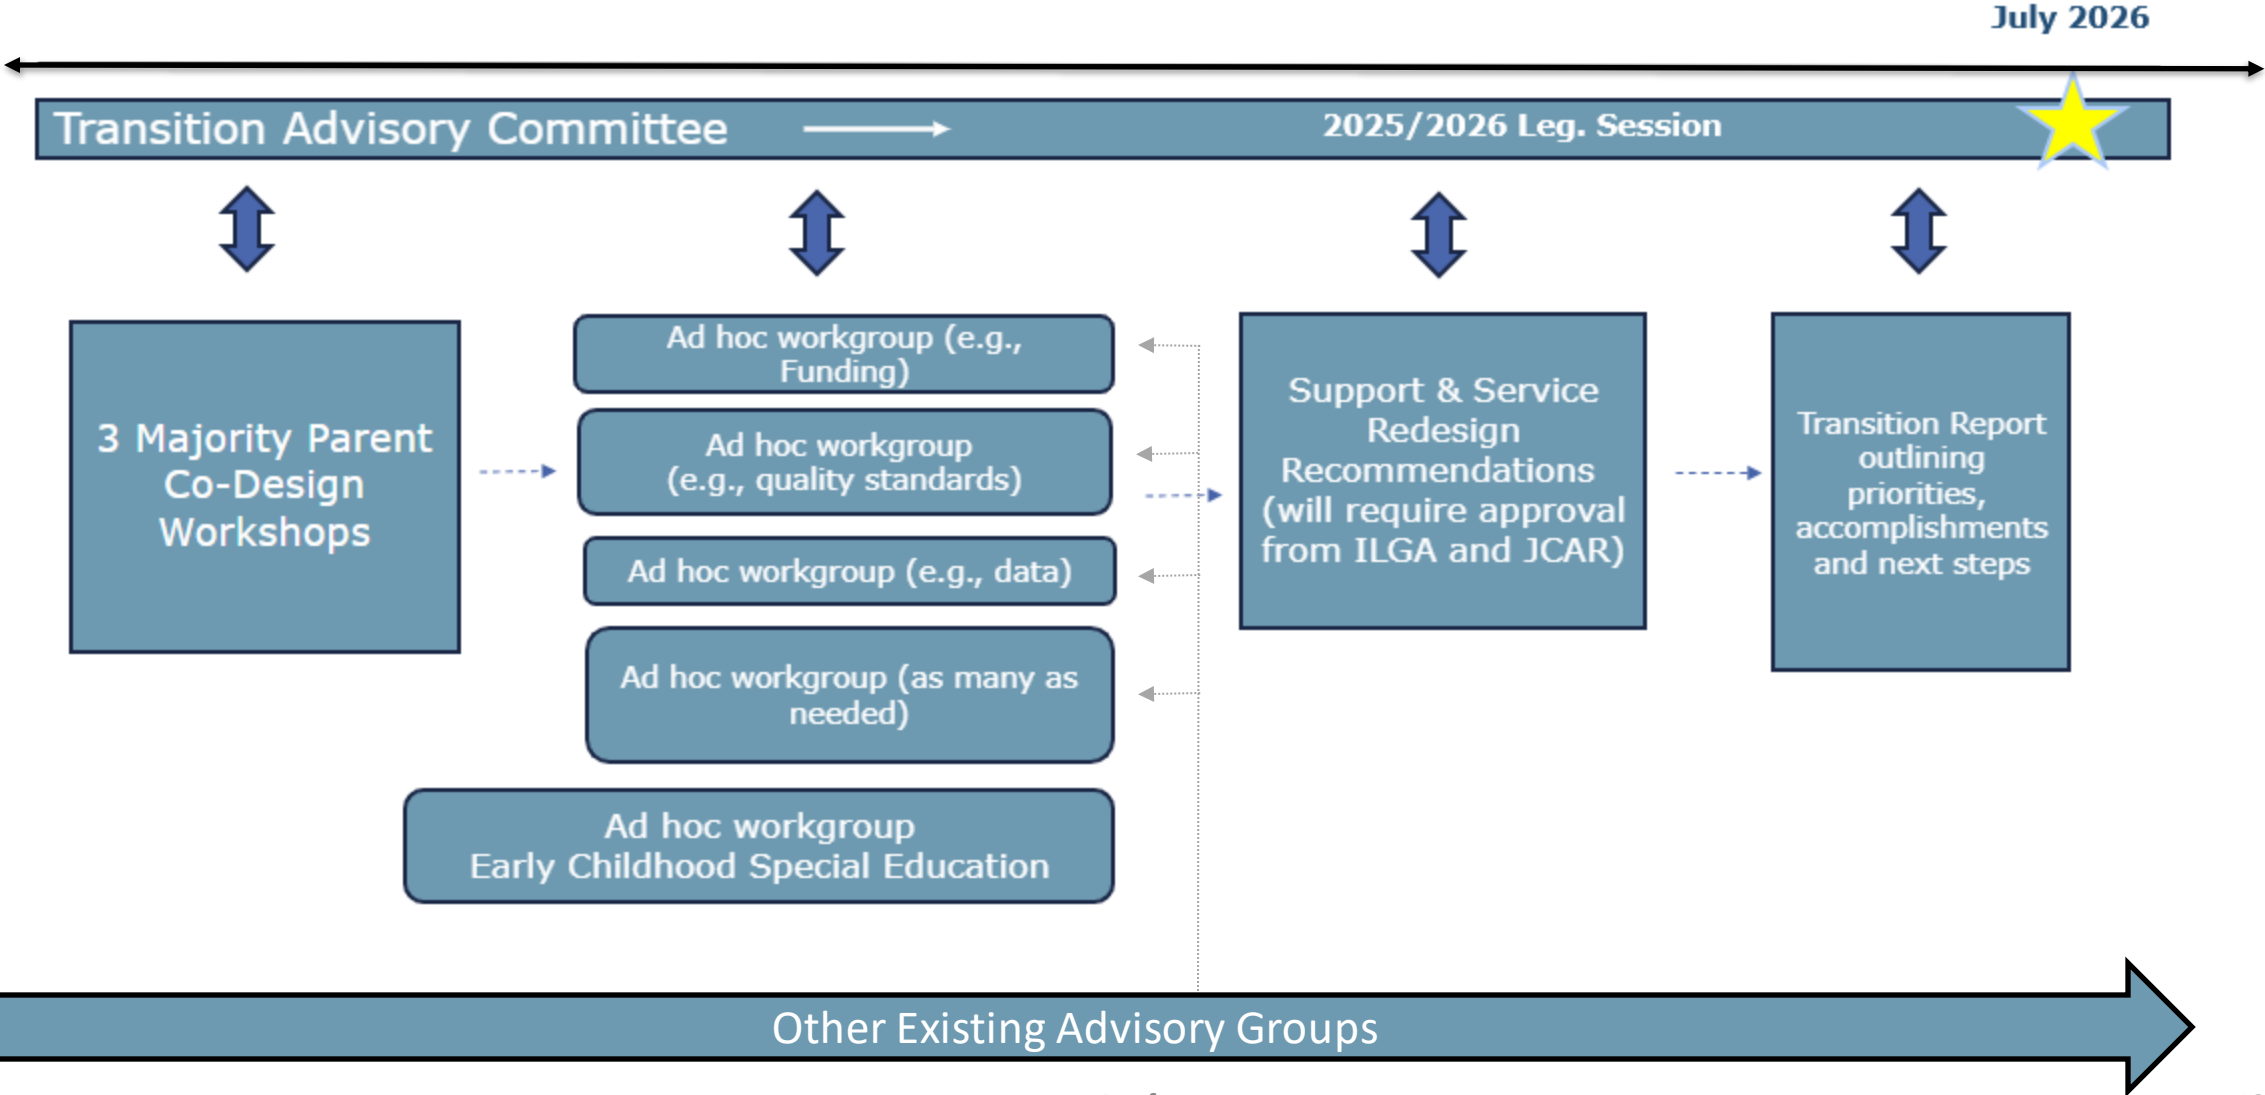 July 2026
Transition Advisory Committee
2025/2026 Leg. Session
3 Majority Parent
Co-Design
Workshops
Ad hoc workgroup (e.g.,
Funding)
Ad hoc workgroup
(e.g., quality standards)
Ad hoc workgroup (e.g., data)
Ad hoc workgroup (as many as
needed)
Ad hoc workgroup
Early Childhood Special Education
Support & Service
Redesign
Recommendations
(will require approval
from ILGA and JCAR)
Transition Report
outlining
priorities,
accomplishments
and next steps
Other Existing Advisory Groups